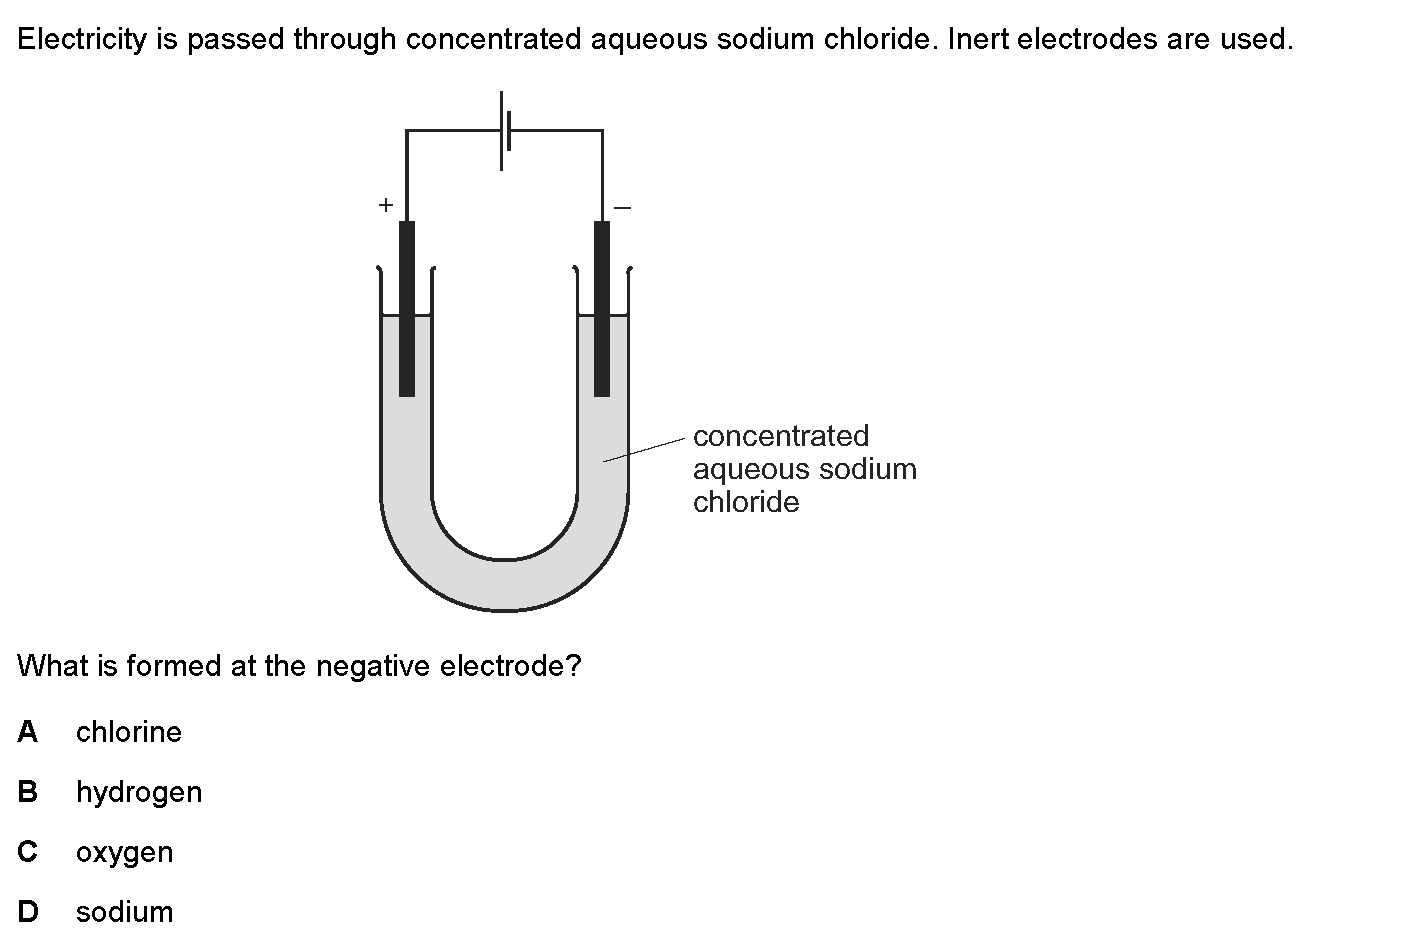 Electricity is passed through concentrated aqueous sodium chloride. Inert electrodes are used.
+
–
concentrated
aqueous sodium
chloride
What is formed at the negative electrode?
A chlorine
B hydrogen
C oxygen
D sodium